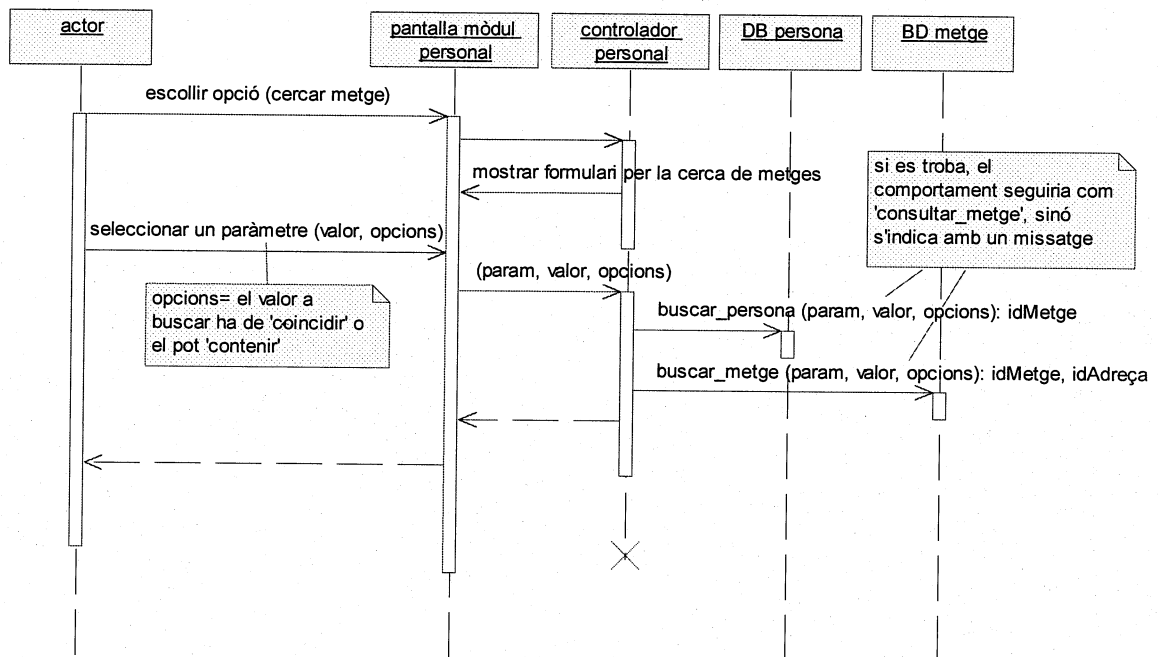 actor
pantalla mòdul
personal
controlador
personal
DB persona
BD metge
escollir opció (cercar metge)
mostrar formulari per la cerca de metges
si es troba, el
comportament seguiria com
'consultar_metge', sinó
s'indica amb un missatge
seleccionar un paràmetre (valor, opcions)
(param, valor, opcions)
opcions= el valor a
buscar ha de 'coincidir' o
el pot 'contenir'
buscar_persona (param, valor, opcions): idMetge
buscar_metge (param, valor, opcions): idMetge, idAdreça